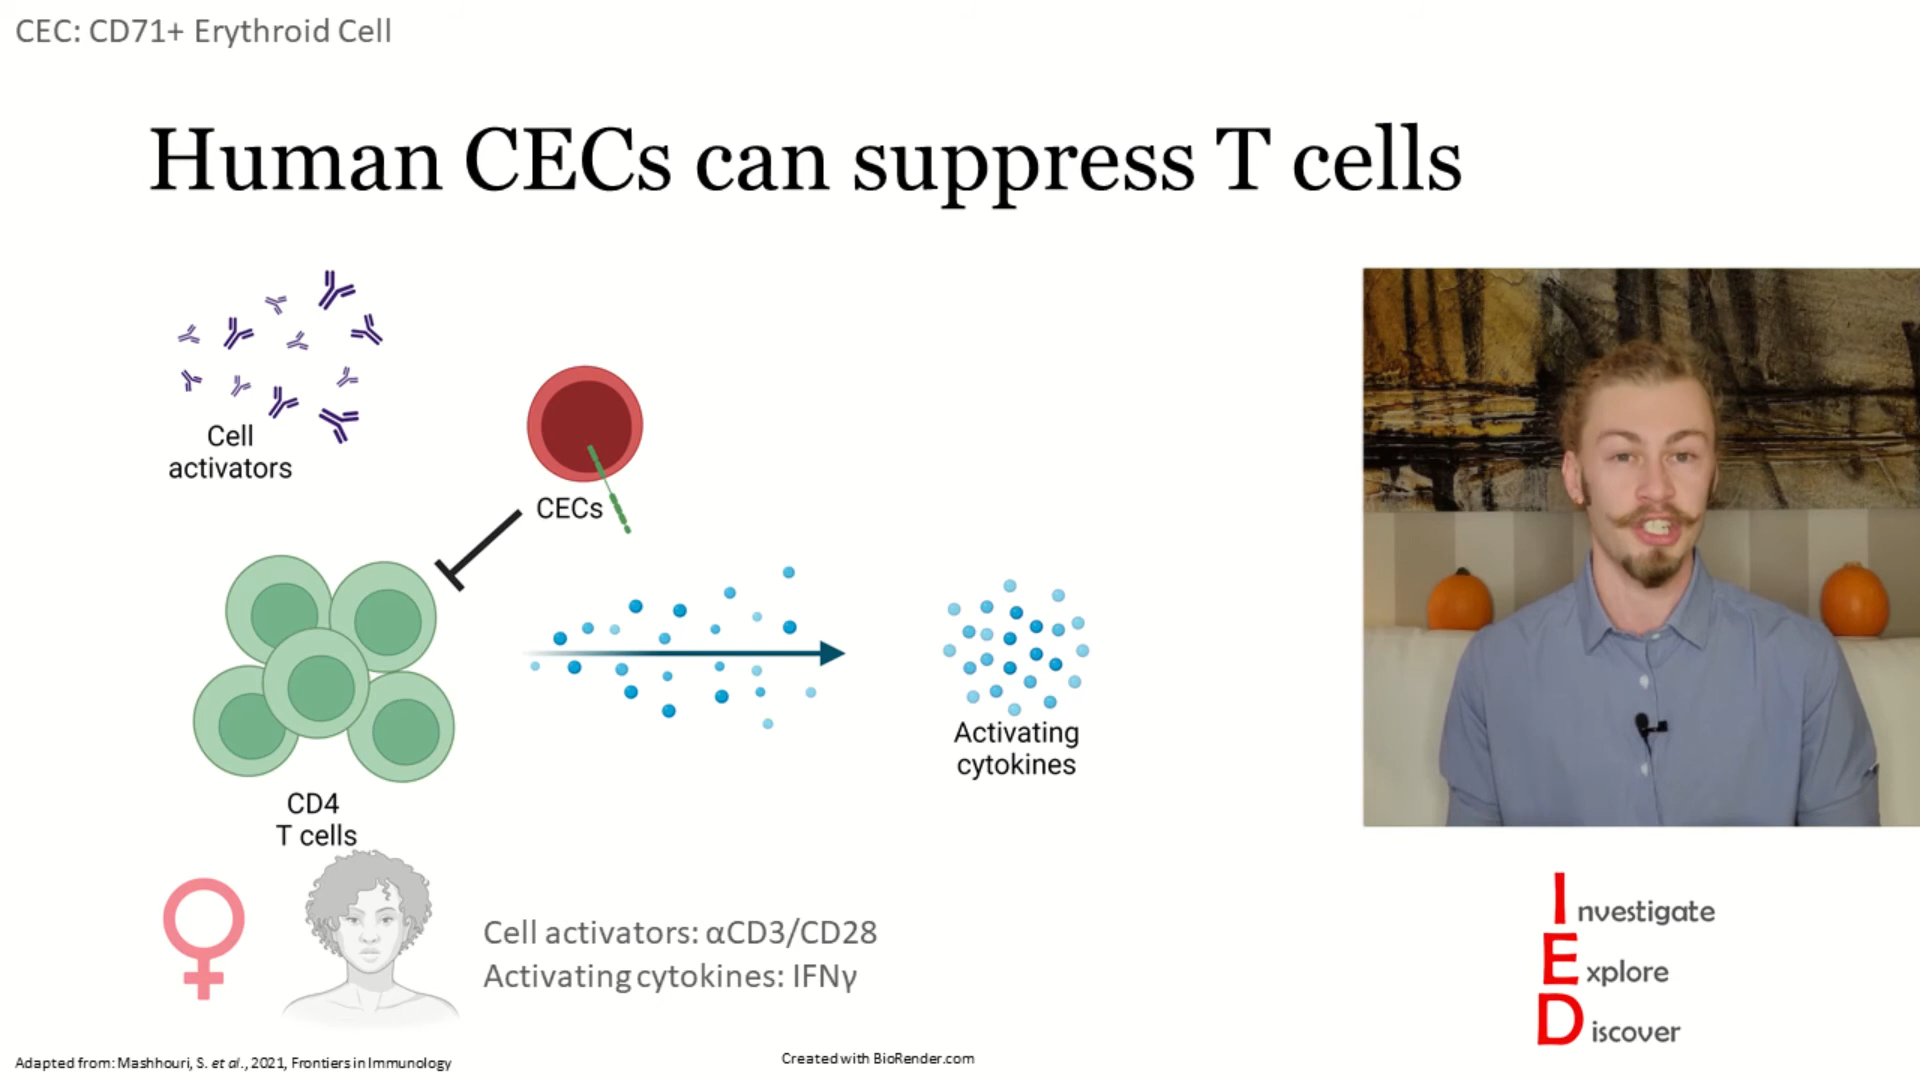 CEC: CD71+ Erythroid Cell
Human CECs can suppress T cells
Cell
activators
CECs
Activating
cytokines
CD4
T cells
Cell activators: αCD3/CD28
Activating cytokines: IFNγ
Investigate
Explore
Discover
Adapted from: Mashhouri, S. et al., 2021, Frontiers in Immunology
Created with BioRender.com